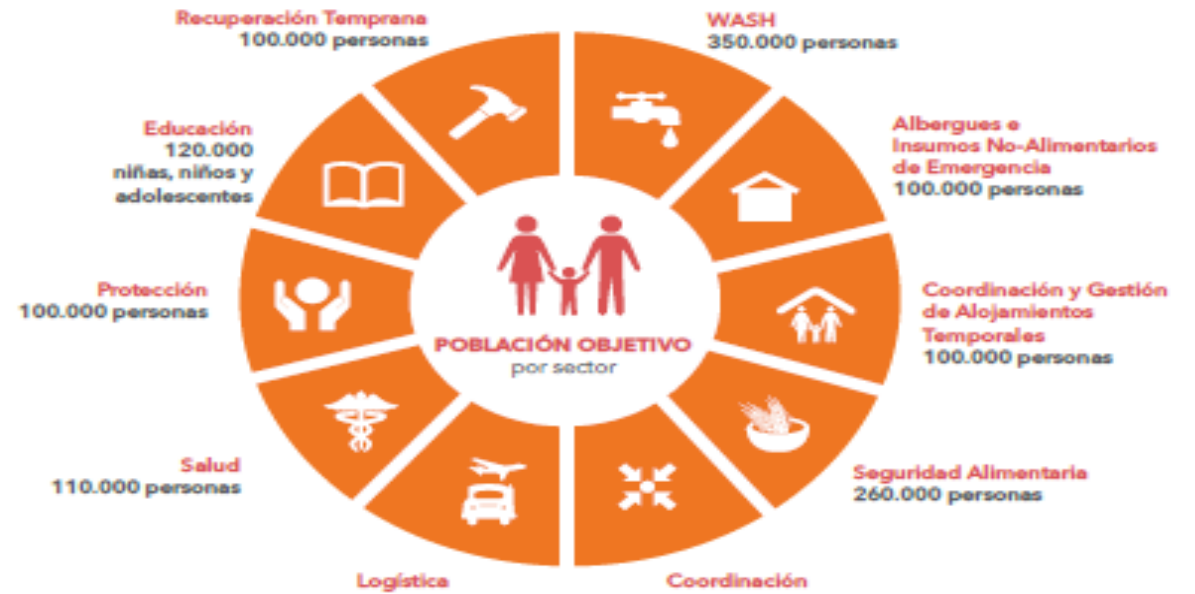 Recuperación Temprana
100.000 personas
WASH
350.000 personas
Albergues e
Insumos No-Alimentarios
de Emergencia
100.000 personas
Coordinación y Gestión
de Alojamientos
Temporales
100.000 personas
Seguridad Alimentaria
260.000 personas
Coordinación
Logística
Salud
110.000 personas
Protección
100.000 personas
Educación
120.000
niñas, niños y
adolescentes
POBLACIÓN OBJETIVO
por sector